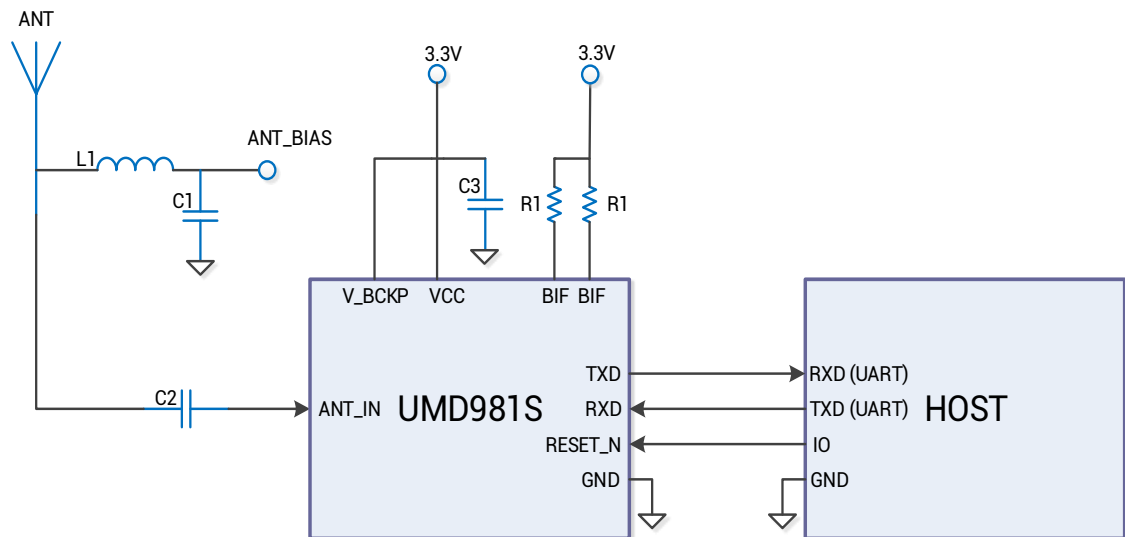 ANT
3.3V
3.3V
ANT_BIAS
L1
C1
C3
R1
R1
V_BCKP
VCC
BIF
BIF
TXD
RXD (UART)
C2
ANT_IN
UMD981S
RXD
TXD (UART)
HOST
RESET_N
IO
GND
GND